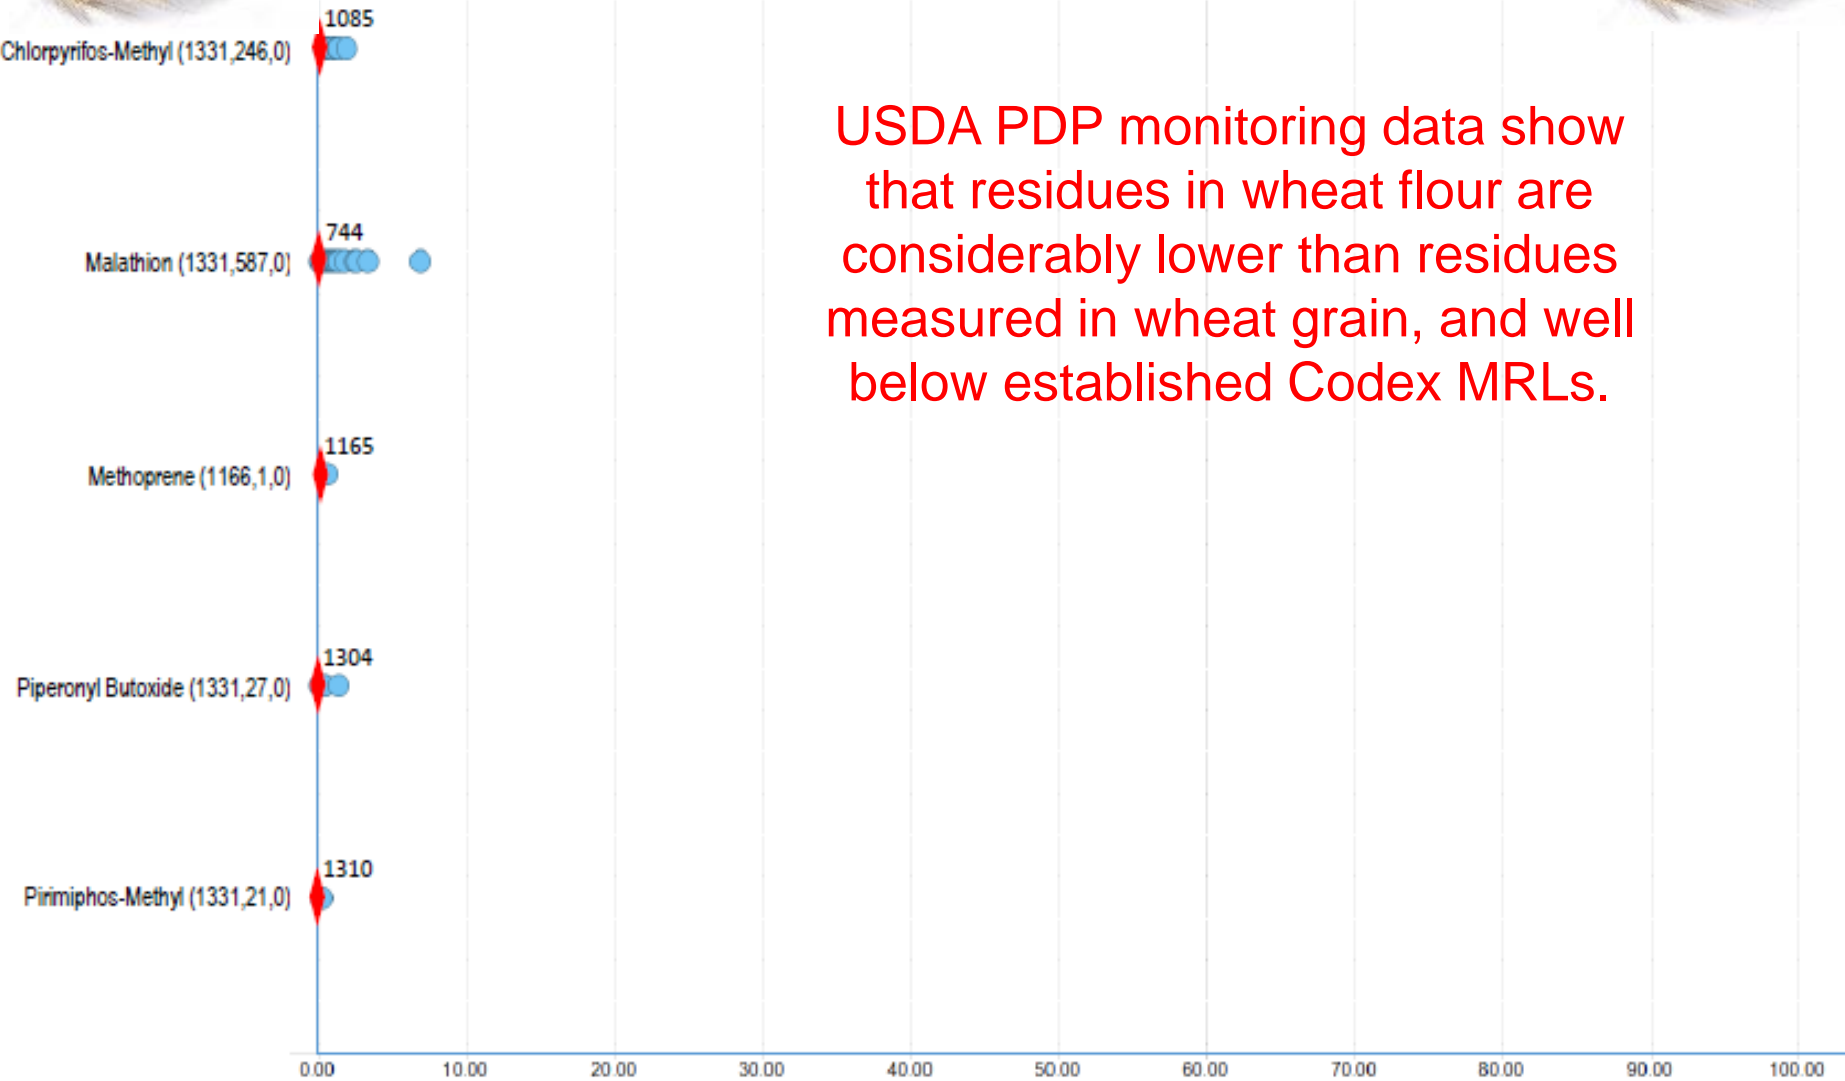 1085
Chlorpyrifos-Methyl (1331,246,0)
USDA PDP monitoring data show
that residues in wheat flour are
considerably lower than residues
measured in wheat grain, and well
below established Codex MRLs.
744
Malathion (1331,587,0)
1165
Methoprene (1166,1,0)
1304
Piperonyl Butoxide (1331,27,0)
1310
Pirimiphos-Methyl (1331,21,0)
0.00 10.00 20.00 30.00 40.00 50.00 60.00 70.00 80.00 90.00 100.00